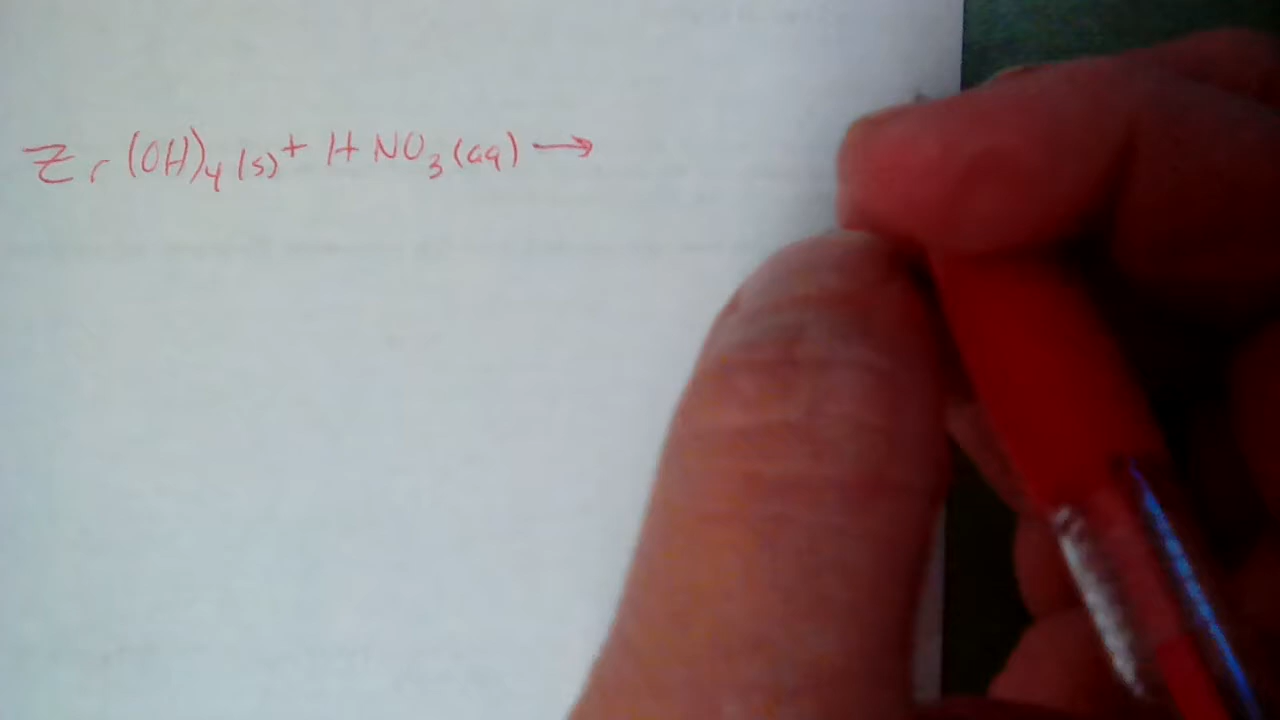 Zr(OH)₄(s) + HNO₃(aq) →